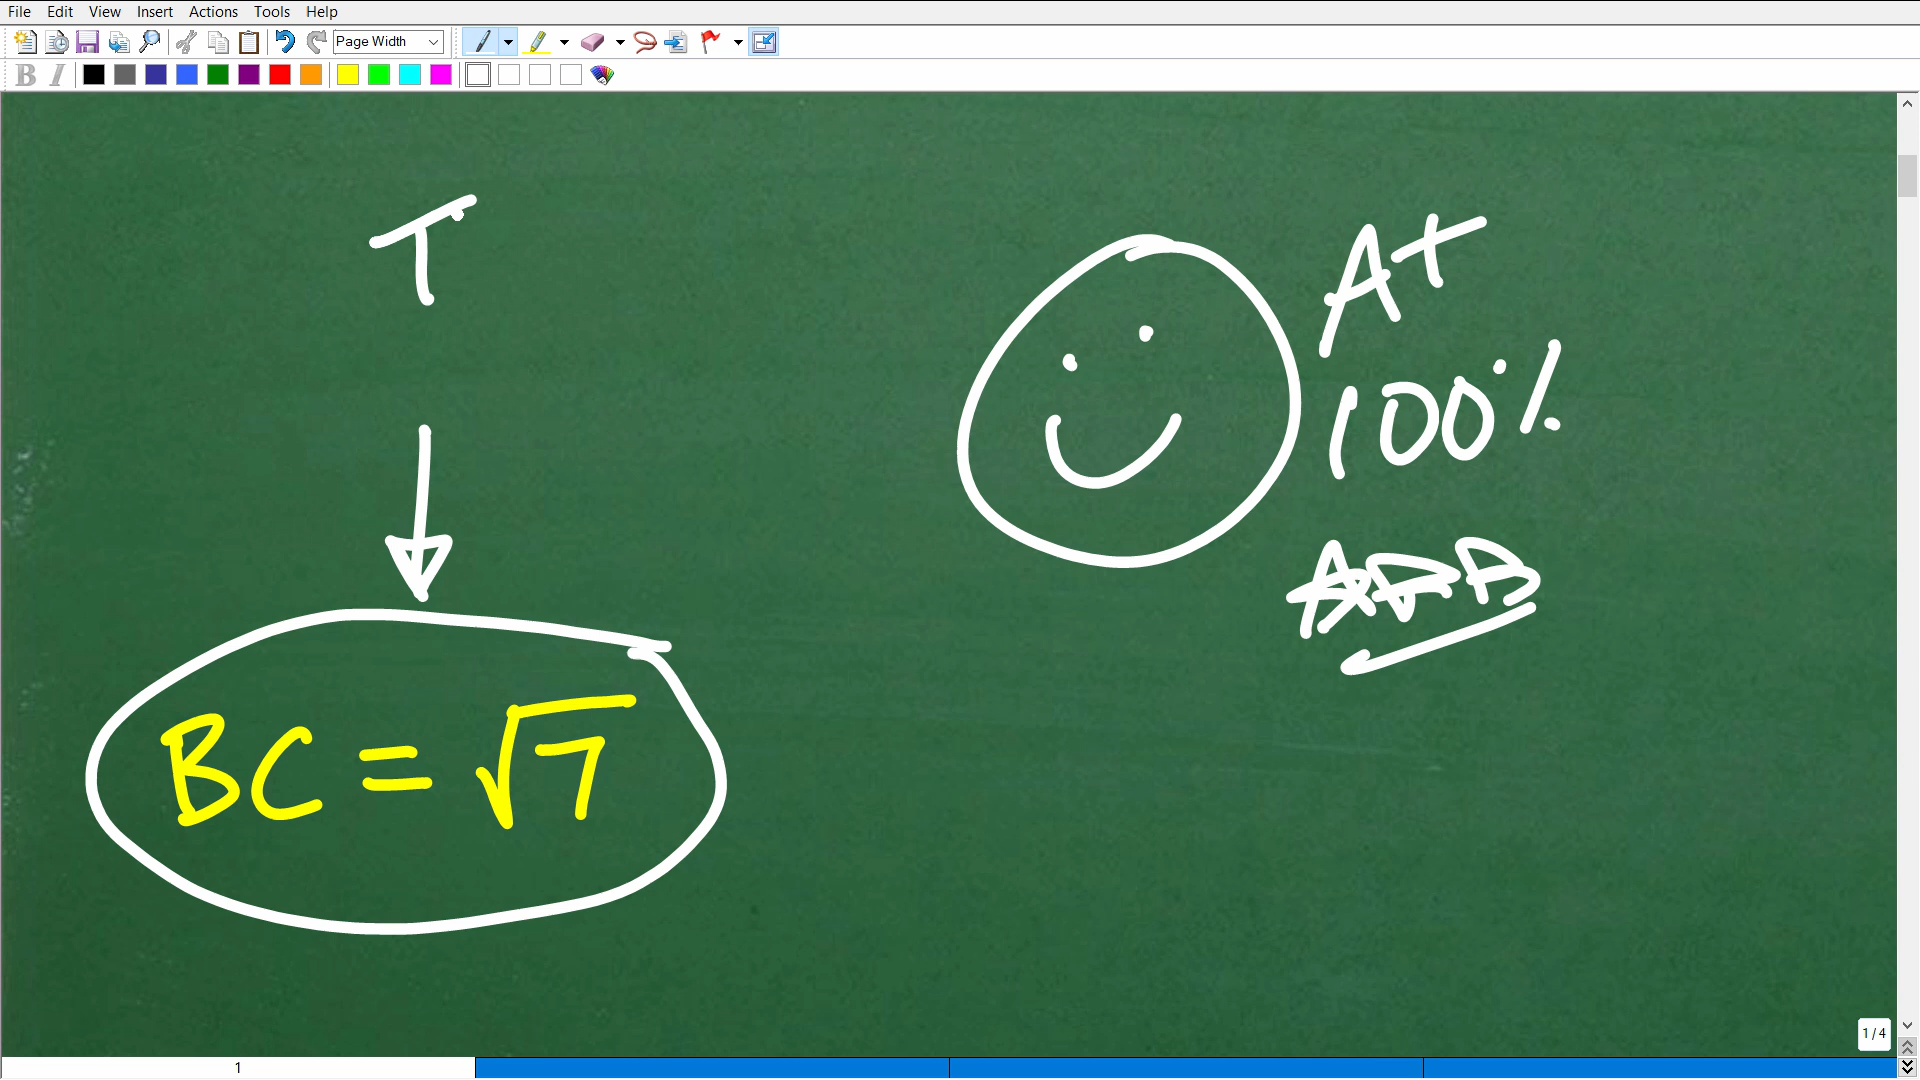 File Edit View Insert Actions Tools Help
Page Width
B I
T
A+
100%
BC = √7
1 / 4
1